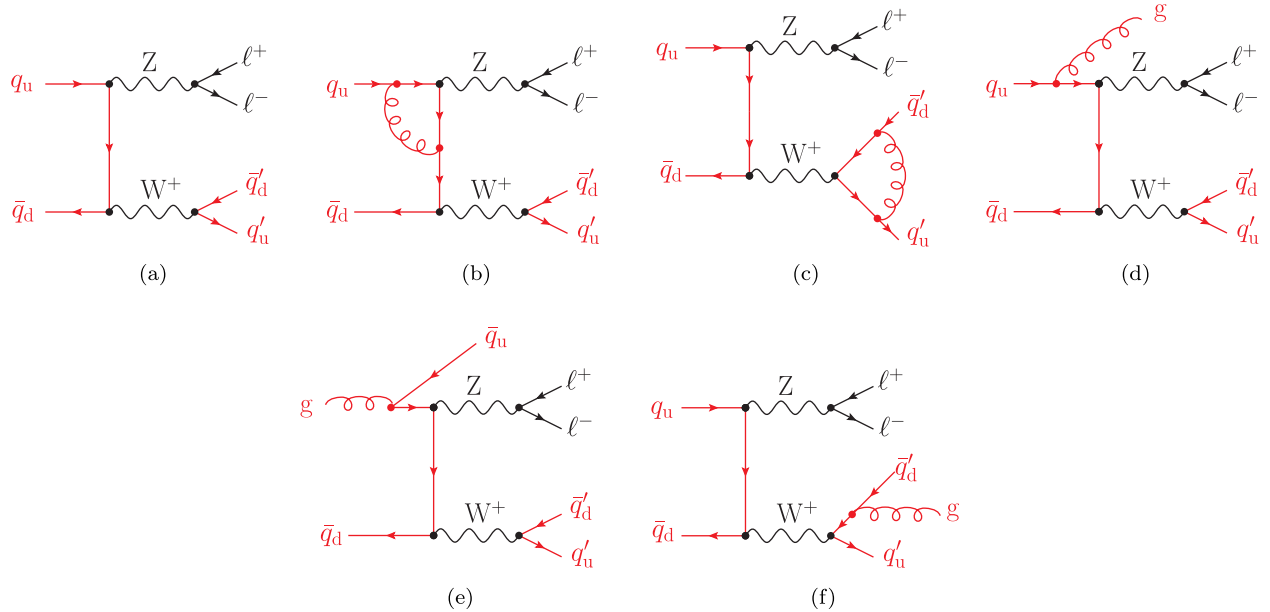 q_u Z ℓ⁺
ℓ⁻
q̄_d W⁺ q̄′_d
q′_u
(a)
q_u Z ℓ⁺
ℓ⁻
q̄_d W⁺ q̄′_d
q′_u
(b)
q_u Z ℓ⁺
ℓ⁻
q̄_d W⁺ q̄′_d
q′_u
(c)
g
q_u Z ℓ⁺
ℓ⁻
q̄_d W⁺ q̄′_d
q′_u
(d)
q̄_u
g Z ℓ⁺
ℓ⁻
q̄_d W⁺ q̄′_d
q′_u
(e)
q_u Z ℓ⁺
ℓ⁻
q̄′_d
g
q̄_d W⁺
q′_u
(f)